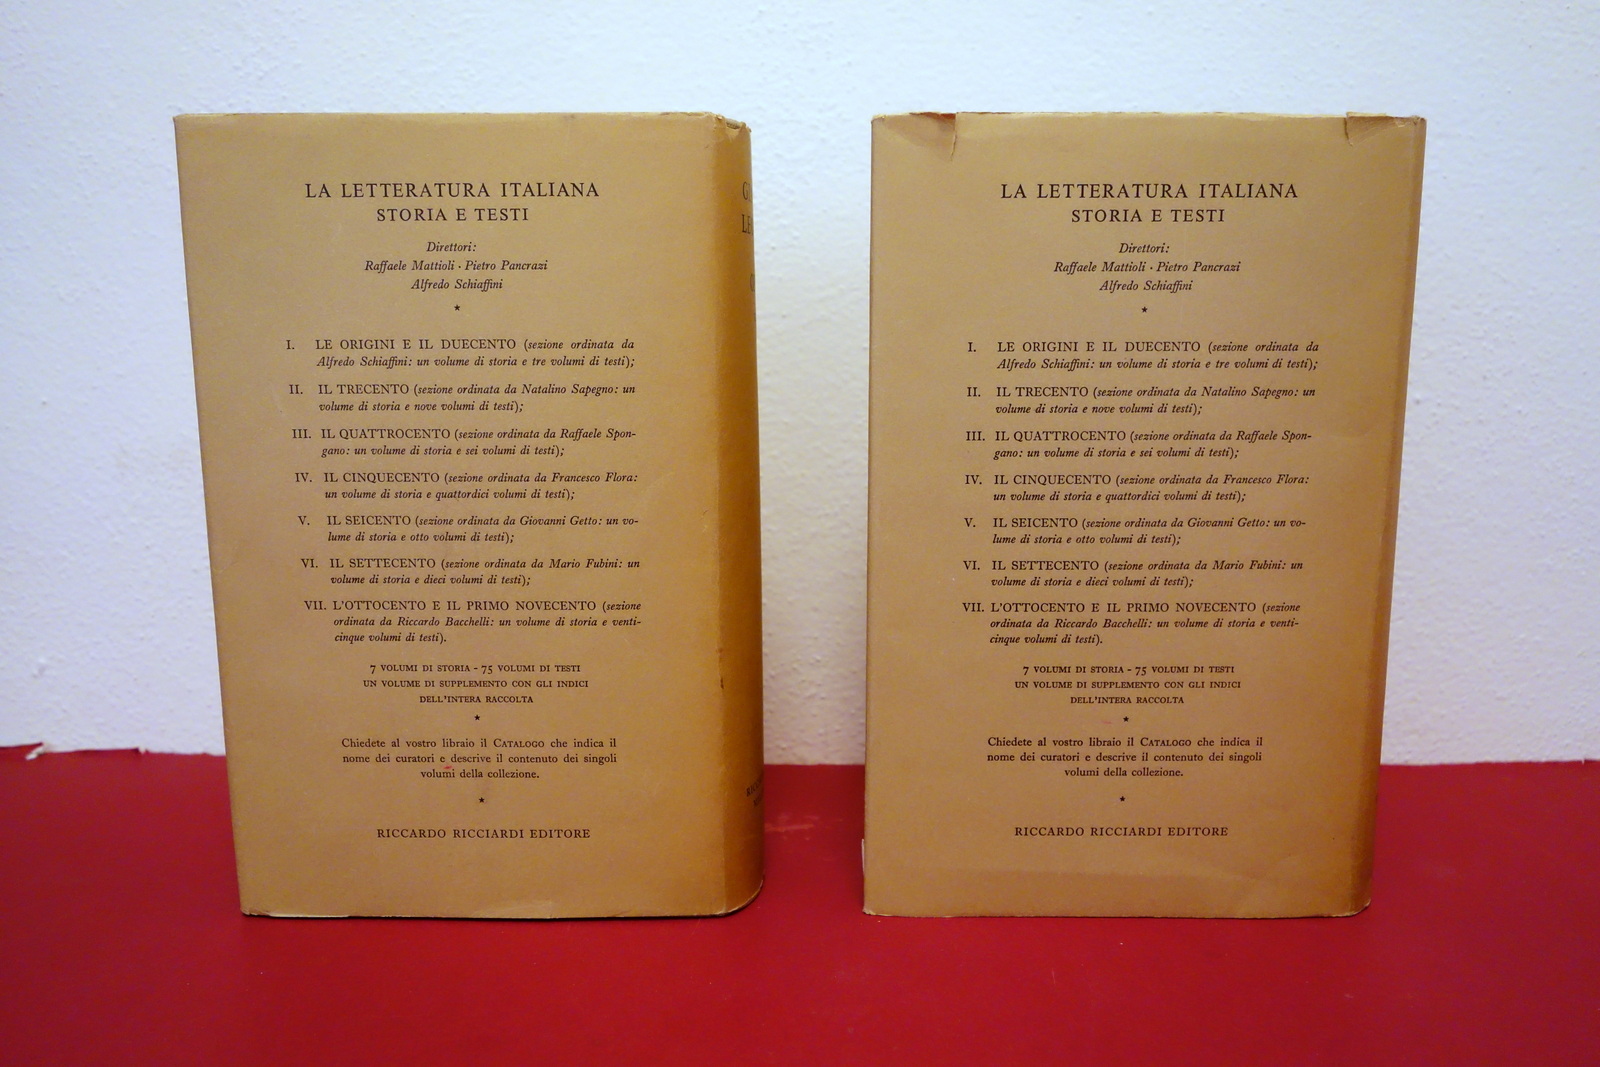 LA LETTERATURA ITALIANA
STORIA E TESTI
Direttori:
Raffaele Mattioli · Pietro Pancrazi
Alfredo Schiaffini
★
I. LE ORIGINI E IL DUECENTO (sezione ordinata da
Alfredo Schiaffini: un volume di storia e tre volumi di testi);
II. IL TRECENTO (sezione ordinata da Natalino Sapegno: un
volume di storia e nove volumi di testi);
III. IL QUATTROCENTO (sezione ordinata da Raffaele Spon-
gano: un volume di storia e sei volumi di testi);
IV. IL CINQUECENTO (sezione ordinata da Francesco Flora:
un volume di storia e quattordici volumi di testi);
V. IL SEICENTO (sezione ordinata da Giovanni Getto: un vo-
lume di storia e otto volumi di testi);
VI. IL SETTECENTO (sezione ordinata da Mario Fubini: un
volume di storia e dieci volumi di testi);
VII. L'OTTOCENTO E IL PRIMO NOVECENTO (sezione
ordinata da Riccardo Bacchelli: un volume di storia e venti-
cinque volumi di testi).
7 VOLUMI DI STORIA - 75 VOLUMI DI TESTI
UN VOLUME DI SUPPLEMENTO CON GLI INDICI
DELL'INTERA RACCOLTA
★
Chiedete al vostro libraio il CATALOGO che indica il
nome dei curatori e descrive il contenuto dei singoli
volumi della collezione.
★
RICCARDO RICCIARDI EDITORE
LA LETTERATURA ITALIANA
STORIA E TESTI
Direttori:
Raffaele Mattioli · Pietro Pancrazi
Alfredo Schiaffini
★
I. LE ORIGINI E IL DUECENTO (sezione ordinata da
Alfredo Schiaffini: un volume di storia e tre volumi di testi);
II. IL TRECENTO (sezione ordinata da Natalino Sapegno: un
volume di storia e nove volumi di testi);
III. IL QUATTROCENTO (sezione ordinata da Raffaele Spon-
gano: un volume di storia e sei volumi di testi);
IV. IL CINQUECENTO (sezione ordinata da Francesco Flora:
un volume di storia e quattordici volumi di testi);
V. IL SEICENTO (sezione ordinata da Giovanni Getto: un vo-
lume di storia e otto volumi di testi);
VI. IL SETTECENTO (sezione ordinata da Mario Fubini: un
volume di storia e dieci volumi di testi);
VII. L'OTTOCENTO E IL PRIMO NOVECENTO (sezione
ordinata da Riccardo Bacchelli: un volume di storia e venti-
cinque volumi di testi).
7 VOLUMI DI STORIA - 75 VOLUMI DI TESTI
UN VOLUME DI SUPPLEMENTO CON GLI INDICI
DELL'INTERA RACCOLTA
★
Chiedete al vostro libraio il CATALOGO che indica il
nome dei curatori e descrive il contenuto dei singoli
volumi della collezione.
★
RICCARDO RICCIARDI EDITORE